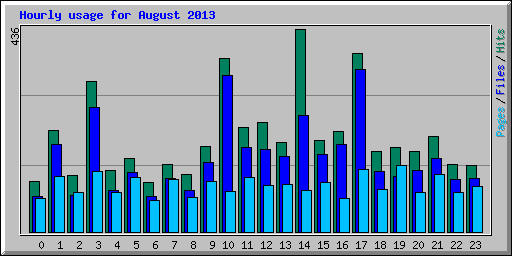 Hourly usage for August 2013
436
Pages / Files / Hits
0 1 2 3 4 5 6 7 8 9 10 11 12 13 14 15 16 17 18 19 20 21 22 23